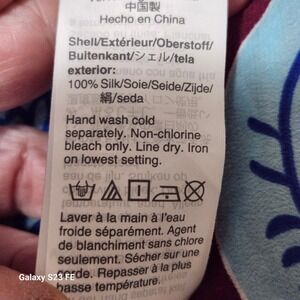 中国製
Hecho en China
Shell/Extérieur/Oberstoff/
Buitenkant/シェル/tela
exterior:
100% Silk/Soie/Seide/Zijde/
絹/seda
Hand wash cold
separately. Non-chlorine
bleach only. Line dry. Iron
on lowest setting.
Laver à la main à l'eau
froide séparément. Agent
de blanchiment sans chlore
seulement. Sécher sur une
corde. Repasser à la plus
basse température.
Galaxy S23 FE